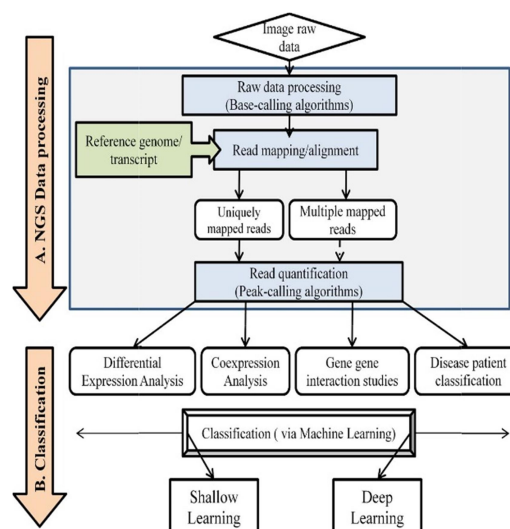 Image raw
data
A. NGS Data processing
Raw data processing
(Base-calling algorithms)
Reference genome/
transcript
Read mapping/alignment
Uniquely
mapped reads
Multiple mapped
reads
Read quantification
(Peak-calling algorithms)
B. Classification
Differential
Expression Analysis
Coexpression
Analysis
Gene gene
interaction studies
Disease patient
classification
Classification ( via Machine Learning)
Shallow
Learning
Deep
Learning